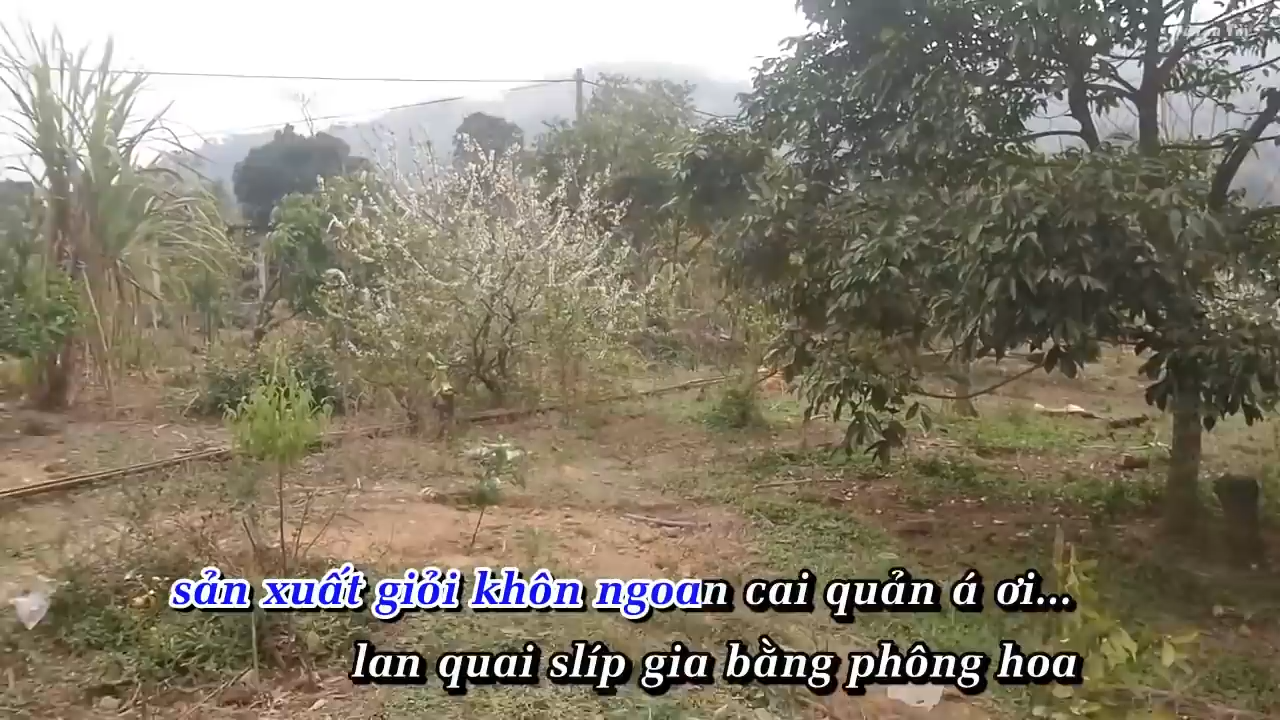 sản xuất giỏi khôn ngoan cai quản á ơi...
lan quai slíp gia bằng phông hoa